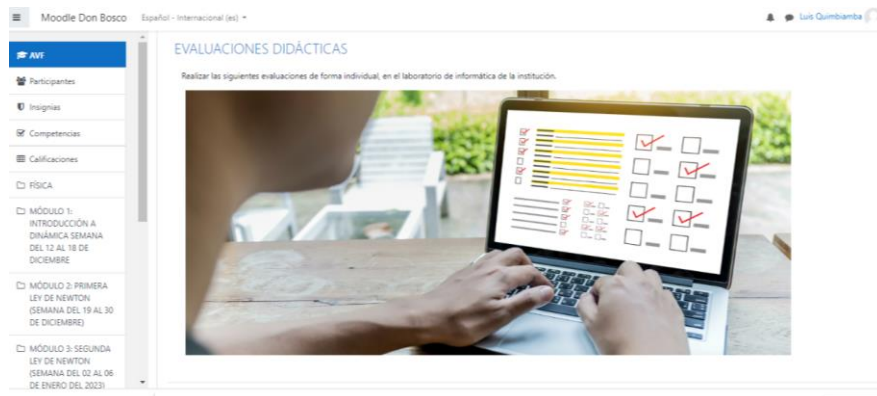 Moodle Don Bosco
Español - Internacional (es)
Luis Quimbiamba
AVF
Participantes
Insignias
Competencias
Calificaciones
FÍSICA
MÓDULO 1:
INTRODUCCIÓN A
DINÁMICA SEMANA
DEL 12 AL 18 DE
DICIEMBRE
MÓDULO 2: PRIMERA
LEY DE NEWTON
(SEMANA DEL 19 AL 30
DE DICIEMBRE)
MÓDULO 3: SEGUNDA
LEY DE NEWTON
(SEMANA DEL 02 AL 06
DE ENERO DEL 2023)
EVALUACIONES DIDÁCTICAS
Realizar las siguientes evaluaciones de forma individual, en el laboratorio de informática de la institución.